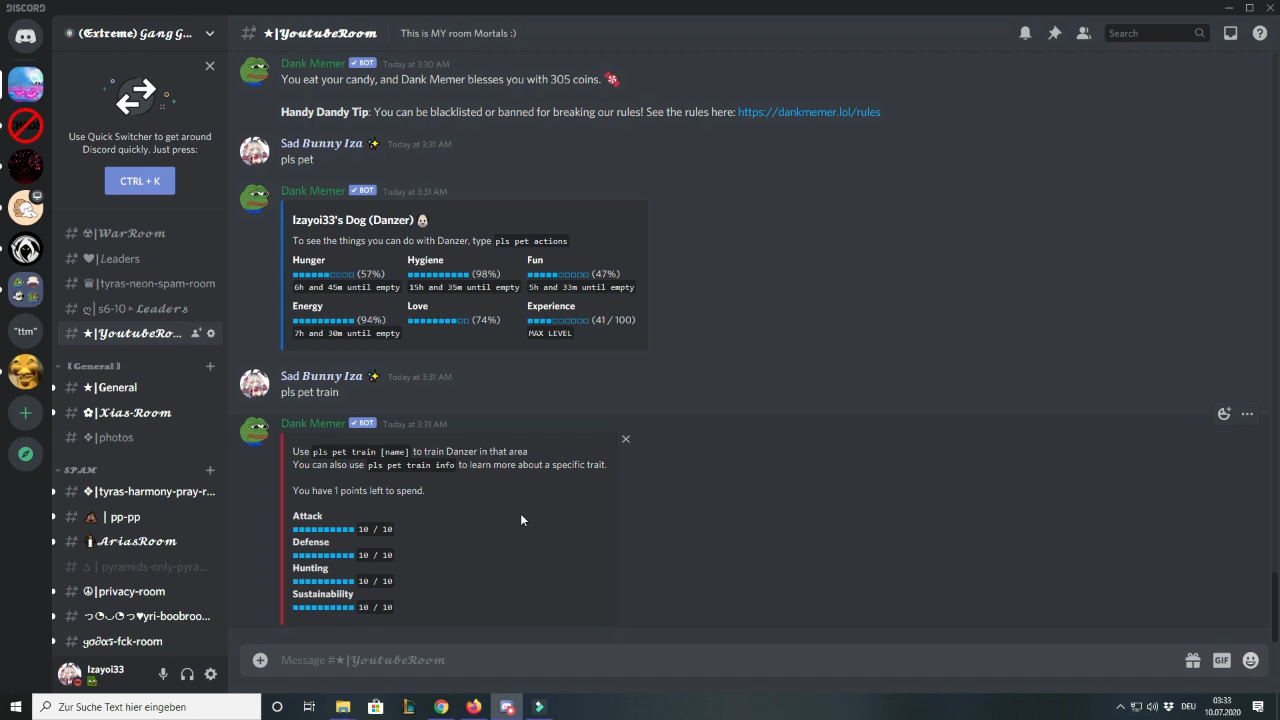 DISCORD
(Extreme) Gang G...
★|YoutubeRoom
This is MY room Mortals :)
Search
Use Quick Switcher to get around
Discord quickly. Just press:
CTRL + K
☢|WarRoom
♥|Leaders
♛|tyras-neon-spam-room
ღ| s6-10 ▸ Leaders
★|YoutubeRo...
【General】
★|General
✿|Xias-Room
❖|photos
SPAM
❖|tyras-harmony-pray-r...
💩 | pp-pp
AriasRoom
△ | pyramids-only-pyra...
☮|privacy-room
っ◔◡◔っ♥yri-boobroo...
yασαs-fck-room
Izayoi33
"ttm"
Dank Memer ✓ BOT Today at 3:30 AM
You eat your candy, and Dank Memer blesses you with 305 coins. 🍬
Handy Dandy Tip: You can be blacklisted or banned for breaking our rules! See the rules here: https://dankmemer.lol/rules
Sad Bunny Iza ✨ Today at 3:31 AM
pls pet
Dank Memer ✓ BOT Today at 3:31 AM
Izayoi33's Dog (Danzer)
To see the things you can do with Danzer, type pls pet actions
Hunger Hygiene Fun
(57%) (98%) (47%)
6h and 45m until empty 15h and 35m until empty 5h and 33m until empty
Energy Love Experience
(94%) (74%) (41 / 100)
7h and 30m until empty MAX LEVEL
Sad Bunny Iza ✨ Today at 3:31 AM
pls pet train
Dank Memer ✓ BOT Today at 3:31 AM
Use pls pet train [name] to train Danzer in that area
You can also use pls pet train info to learn more about a specific trait.
You have 1 points left to spend.
Attack
10 / 10
Defense
10 / 10
Hunting
10 / 10
Sustainability
10 / 10
Message #★|YoutubeRoom
GIF
Zur Suche Text hier eingeben
DEU
03:33
10.07.2020